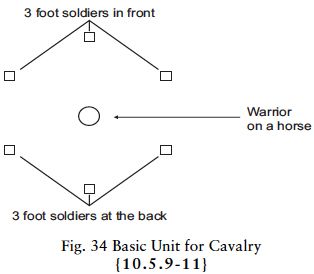 3 foot soldiers in front
Warrior
on a horse
3 foot soldiers at the back
Fig. 34 Basic Unit for Cavalry
{10.5.9-11}